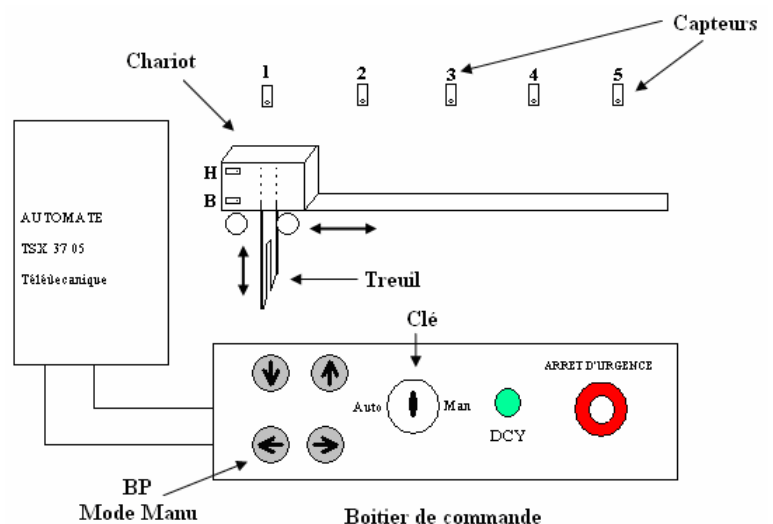 Capteurs
Chariot
1 2 3 4 5
H
B
AUTOMATE
TSX 37 05
Télélecanique
Treuil
Clé
ARRET D'URGENCE
Auto
Man
DCY
BP
Mode Manu
Boitier de commande